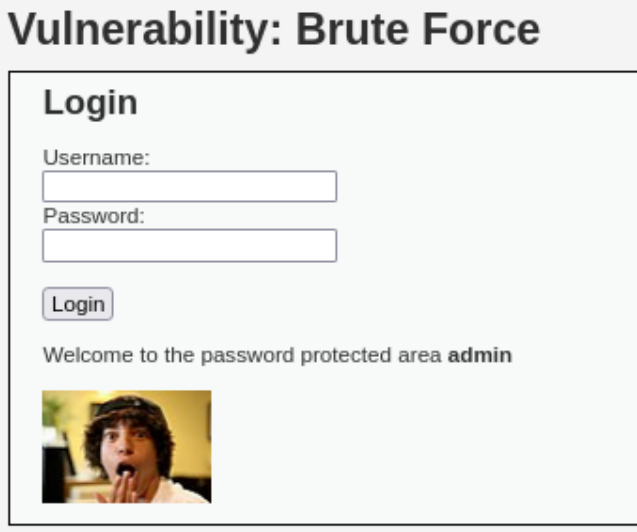 Vulnerability: Brute Force
Login
Username:
Password:
Login
Welcome to the password protected area admin